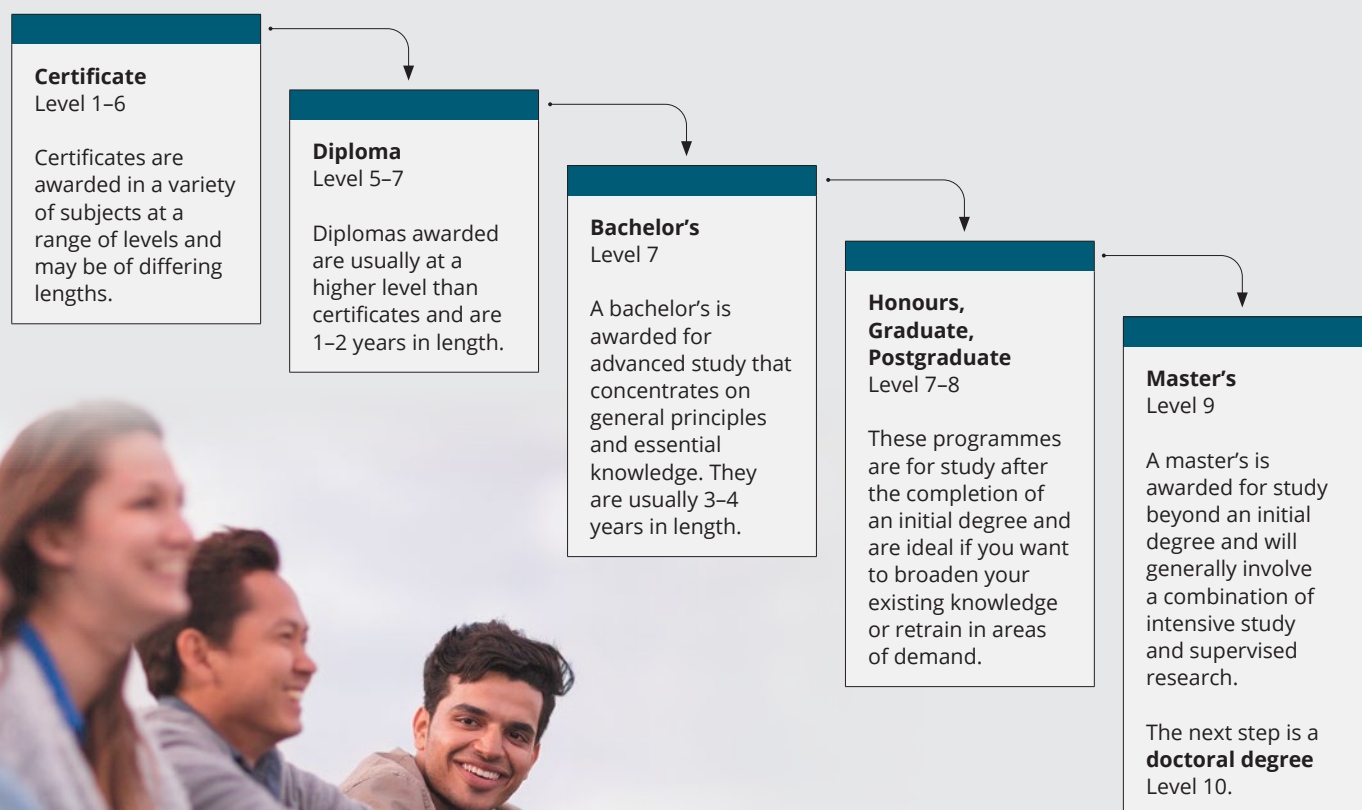 Certificate
Level 1–6
Certificates are
awarded in a variety
of subjects at a
range of levels and
may be of differing
lengths.
Diploma
Level 5–7
Diplomas awarded
are usually at a
higher level than
certificates and are
1–2 years in length.
Bachelor’s
Level 7
A bachelor’s is
awarded for
advanced study that
concentrates on
general principles
and essential
knowledge. They
are usually 3–4
years in length.
Honours,
Graduate,
Postgraduate
Level 7–8
These programmes
are for study after
the completion of
an initial degree and
are ideal if you want
to broaden your
existing knowledge
or retrain in areas
of demand.
Master’s
Level 9
A master’s is
awarded for study
beyond an initial
degree and will
generally involve
a combination of
intensive study
and supervised
research.
The next step is a
doctoral degree
Level 10.